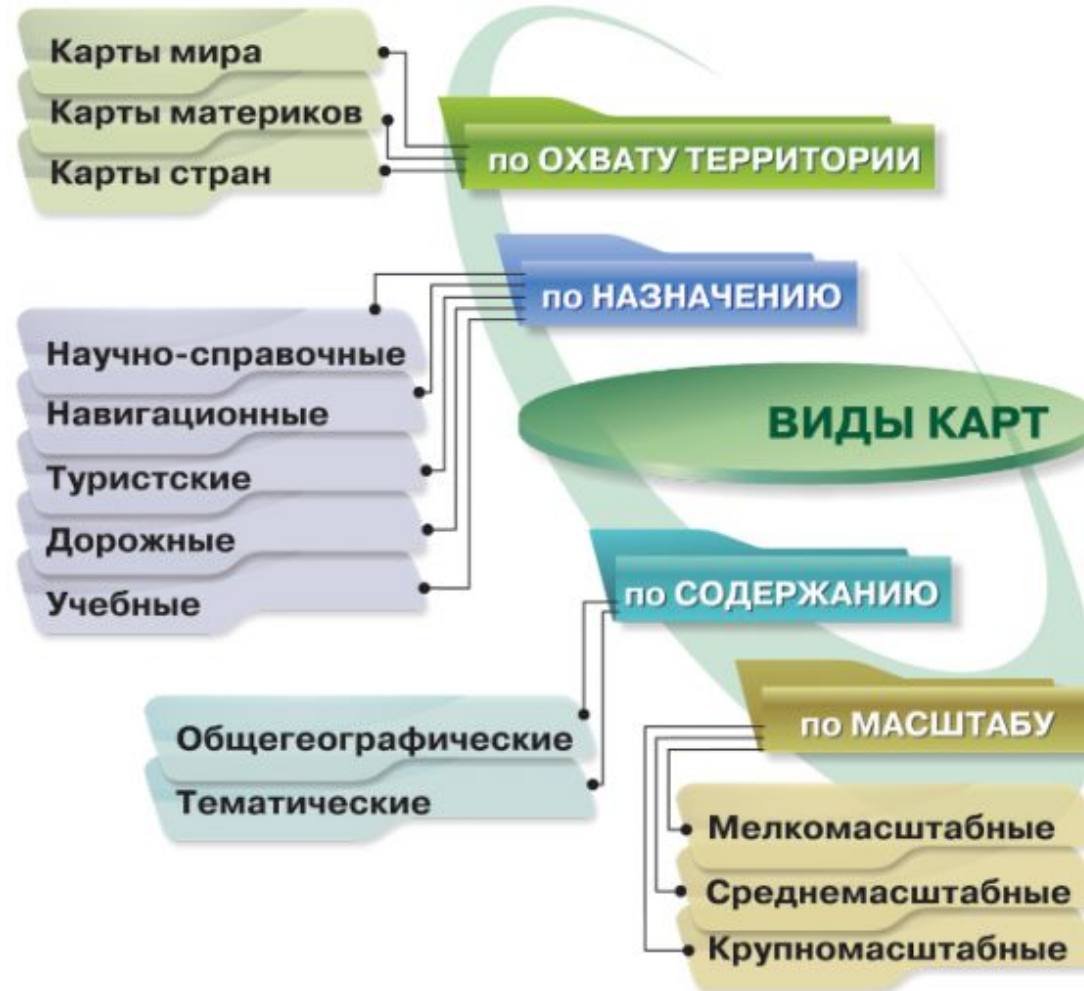 Карты мира
Карты материков
Карты стран
по ОХВАТУ ТЕРРИТОРИИ
по НАЗНАЧЕНИЮ
Научно-справочные
Навигационные
Туристские
Дорожные
Учебные
ВИДЫ КАРТ
по СОДЕРЖАНИЮ
Общегеографические
Тематические
по МАСШТАБУ
Мелкомасштабные
Среднемасштабные
Крупномасштабные